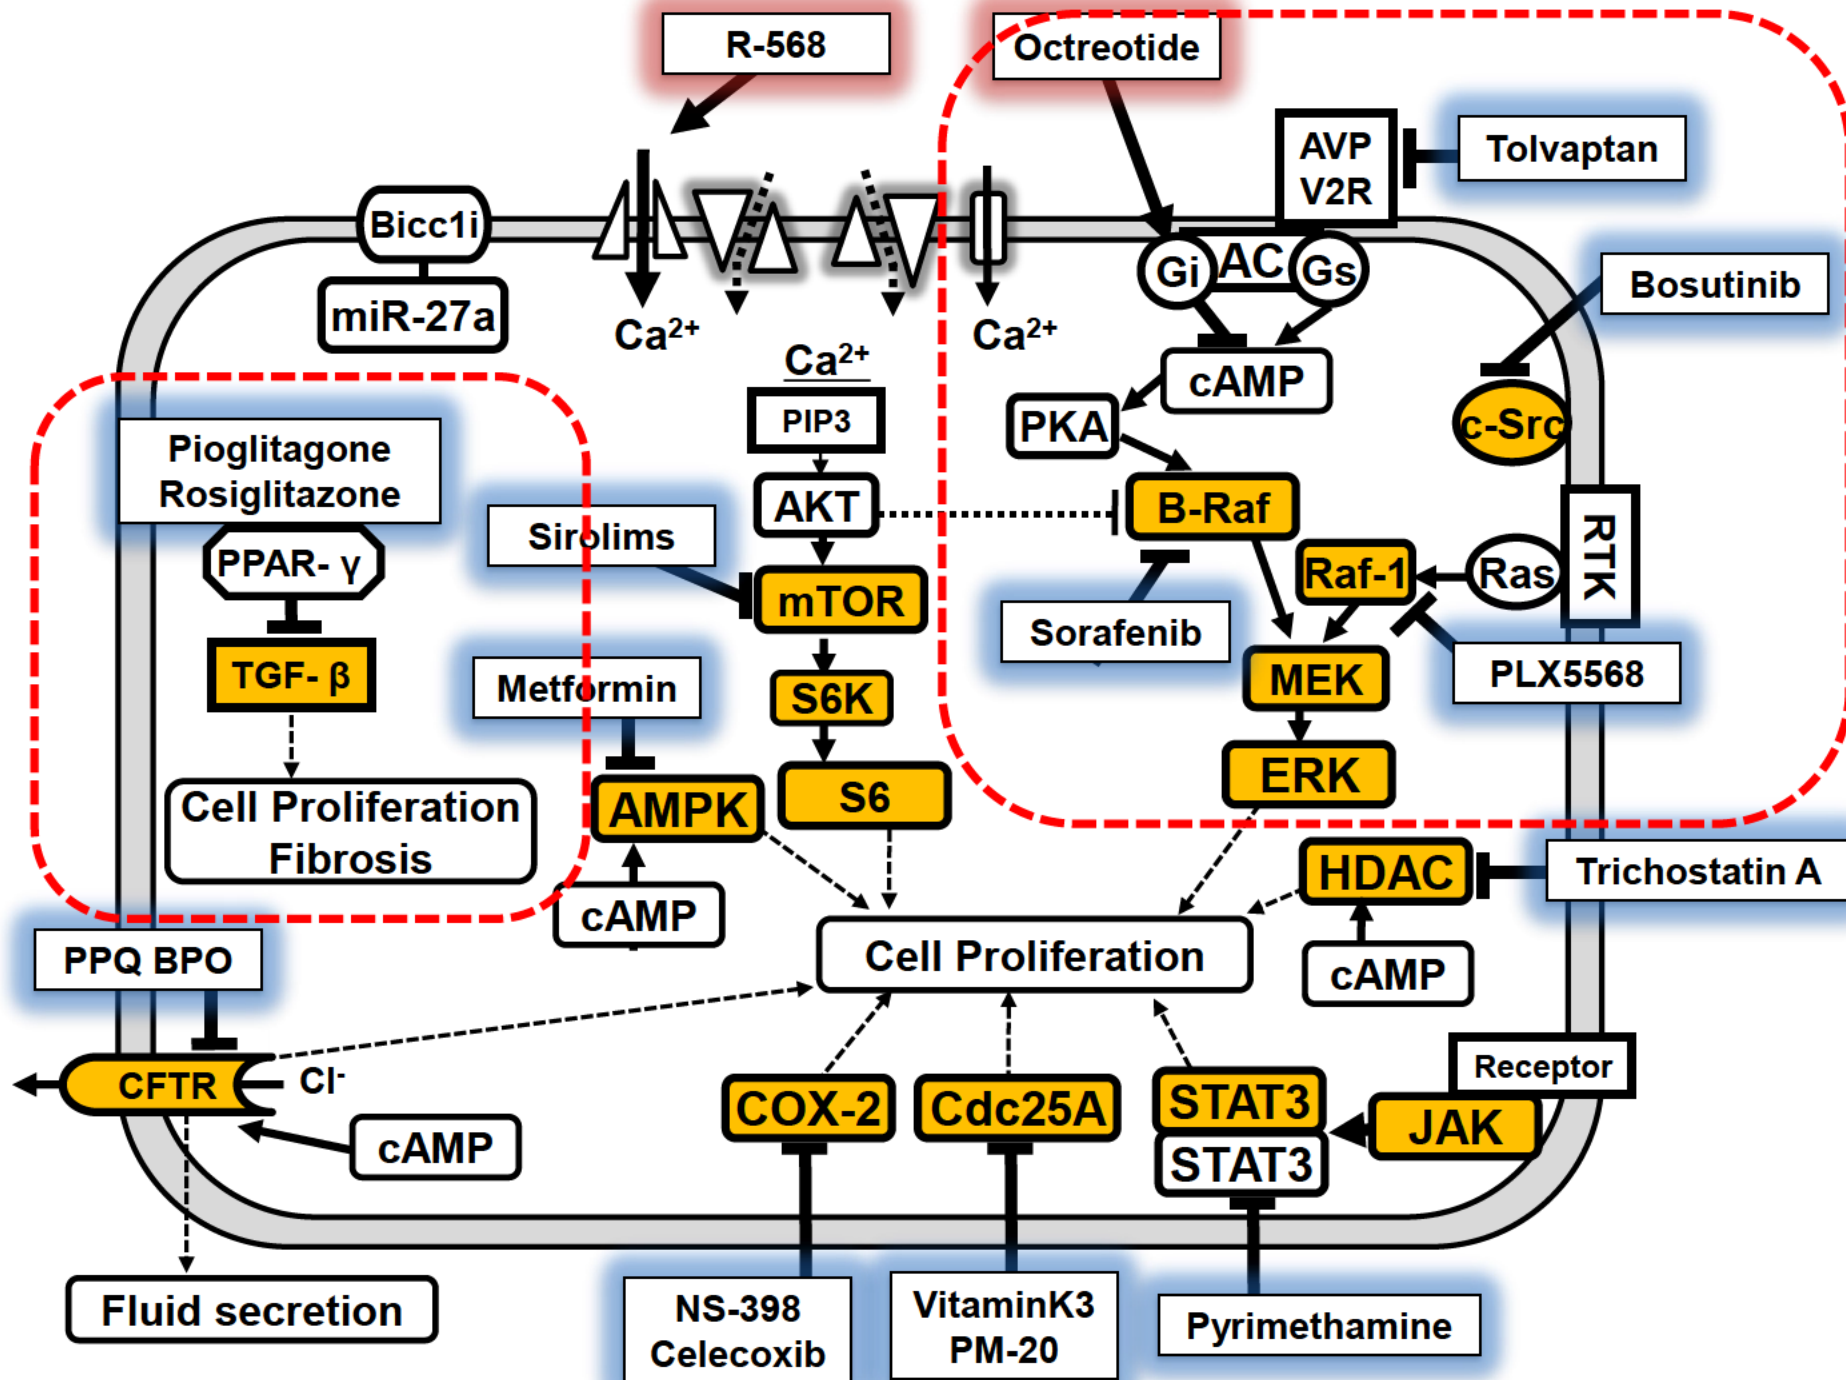 R-568
Octreotide
AVP
V2R
Tolvaptan
Bicc1i
miR-27a
Ca²⁺
Ca²⁺
Gi
AC
Gs
Bosutinib
Ca²⁺
PIP3
cAMP
PKA
c-Src
Pioglitagone
Rosiglitazone
AKT
B-Raf
Sirolims
PPAR- γ
mTOR
Raf-1
Ras
RTK
Sorafenib
TGF- β
Metformin
S6K
MEK
PLX5568
Cell Proliferation
Fibrosis
AMPK
S6
ERK
HDAC
Trichostatin A
cAMP
Cell Proliferation
cAMP
PPQ BPO
CFTR
Cl⁻
Receptor
COX-2
Cdc25A
STAT3
JAK
cAMP
STAT3
Fluid secretion
NS-398
Celecoxib
VitaminK3
PM-20
Pyrimethamine